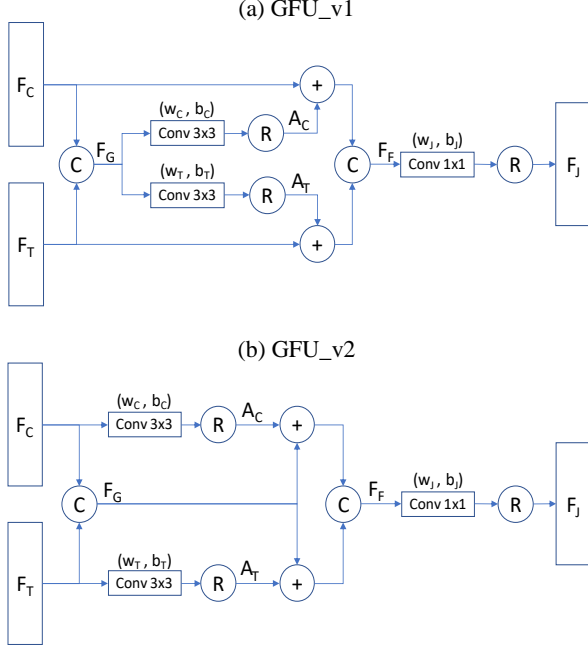 (a) GFU_v1
F_C
(w_C , b_C)
Conv 3x3
R
A_C
+
C
F_G
(w_T , b_T)
Conv 3x3
R
A_T
+
F_T
C
F_F
(w_J , b_J)
Conv 1x1
R
F_J
(b) GFU_v2
F_C
(w_C , b_C)
Conv 3x3
R
A_C
+
C
F_G
C
F_F
(w_J , b_J)
Conv 1x1
R
F_J
F_T
(w_T , b_T)
Conv 3x3
R
A_T
+